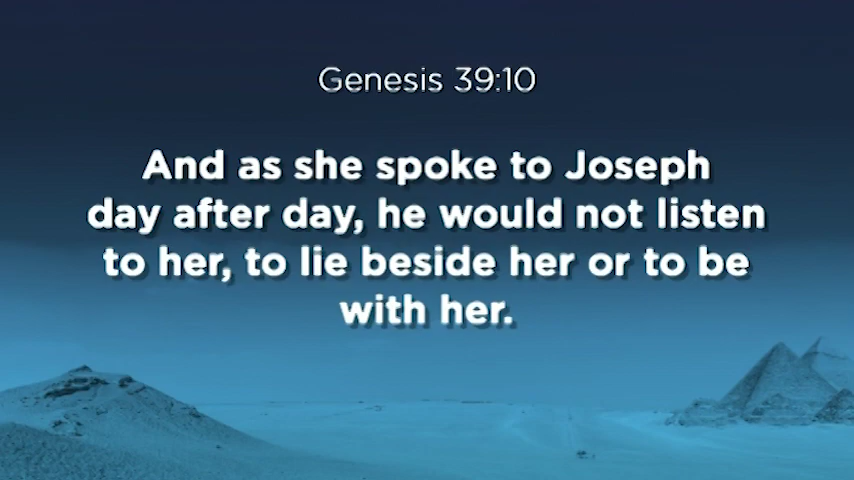 Genesis 39:10
And as she spoke to Joseph
day after day, he would not listen
to her, to lie beside her or to be
with her.